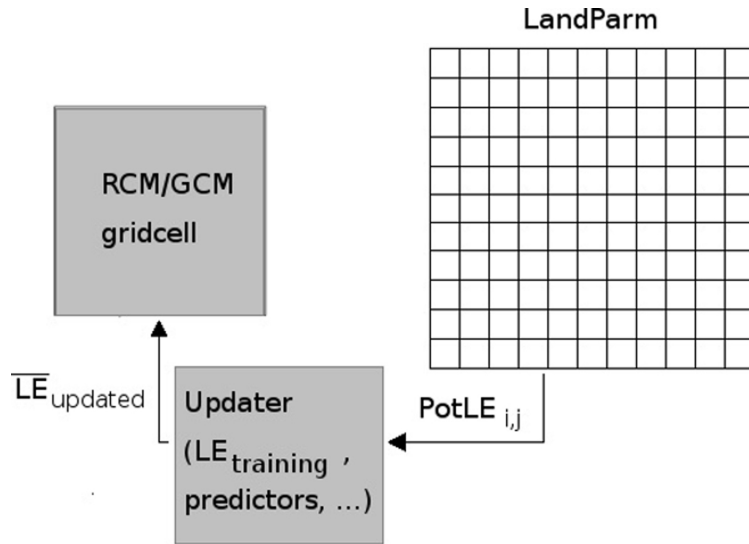 LandParm
RCM/GCM
gridcell
LE updated
Updater
(LE training ,
predictors, ...)
PotLE i,j